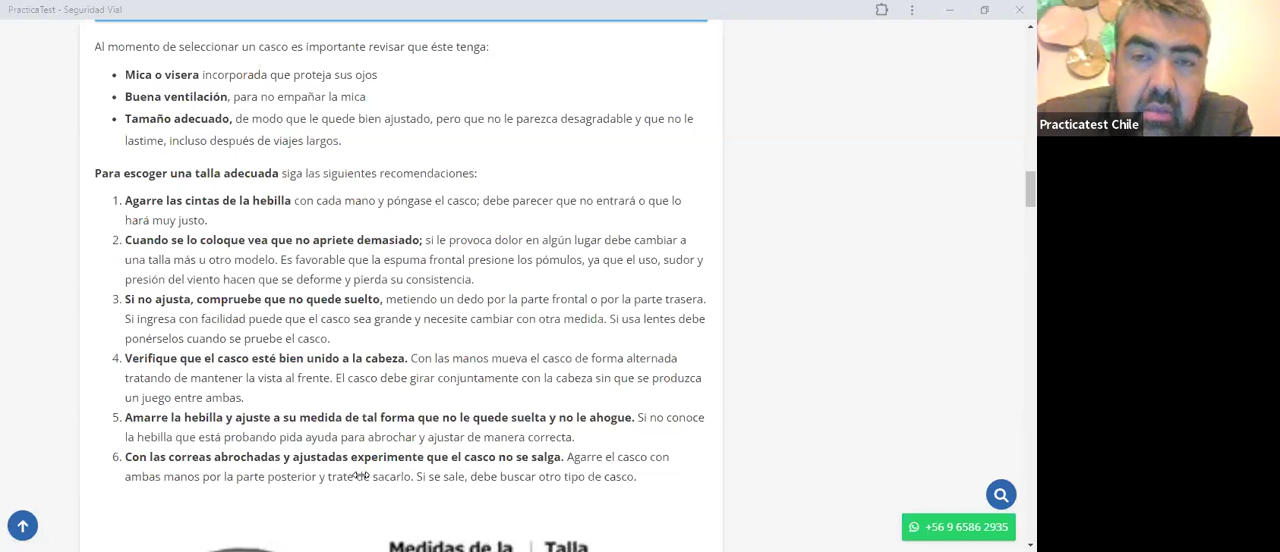 PracticaTest - Seguridad Vial
Al momento de seleccionar un casco es importante revisar que éste tenga:
• Mica o visera incorporada que proteja sus ojos
• Buena ventilación, para no empañar la mica
• Tamaño adecuado, de modo que le quede bien ajustado, pero que no le parezca desagradable y que no le
lastime, incluso después de viajes largos.
Para escoger una talla adecuada siga las siguientes recomendaciones:
1. Agarre las cintas de la hebilla con cada mano y póngase el casco; debe parecer que no entrará o que lo
hará muy justo.
2. Cuando se lo coloque vea que no apriete demasiado; si le provoca dolor en algún lugar debe cambiar a
una talla más u otro modelo. Es favorable que la espuma frontal presione los pómulos, ya que el uso, sudor y
presión del viento hacen que se deforme y pierda su consistencia.
3. Si no ajusta, compruebe que no quede suelto, metiendo un dedo por la parte frontal o por la parte trasera.
Si ingresa con facilidad puede que el casco sea grande y necesite cambiar con otra medida. Si usa lentes debe
ponérselos cuando se pruebe el casco.
4. Verifique que el casco esté bien unido a la cabeza. Con las manos mueva el casco de forma alternada
tratando de mantener la vista al frente. El casco debe girar conjuntamente con la cabeza sin que se produzca
un juego entre ambas.
5. Amarre la hebilla y ajuste a su medida de tal forma que no le quede suelta y no le ahogue. Si no conoce
la hebilla que está probando pida ayuda para abrochar y ajustar de manera correcta.
6. Con las correas abrochadas y ajustadas experimente que el casco no se salga. Agarre el casco con
ambas manos por la parte posterior y trate de sacarlo. Si se sale, debe buscar otro tipo de casco.
Medidas de la Talla
+56 9 6586 2935
Practicatest Chile